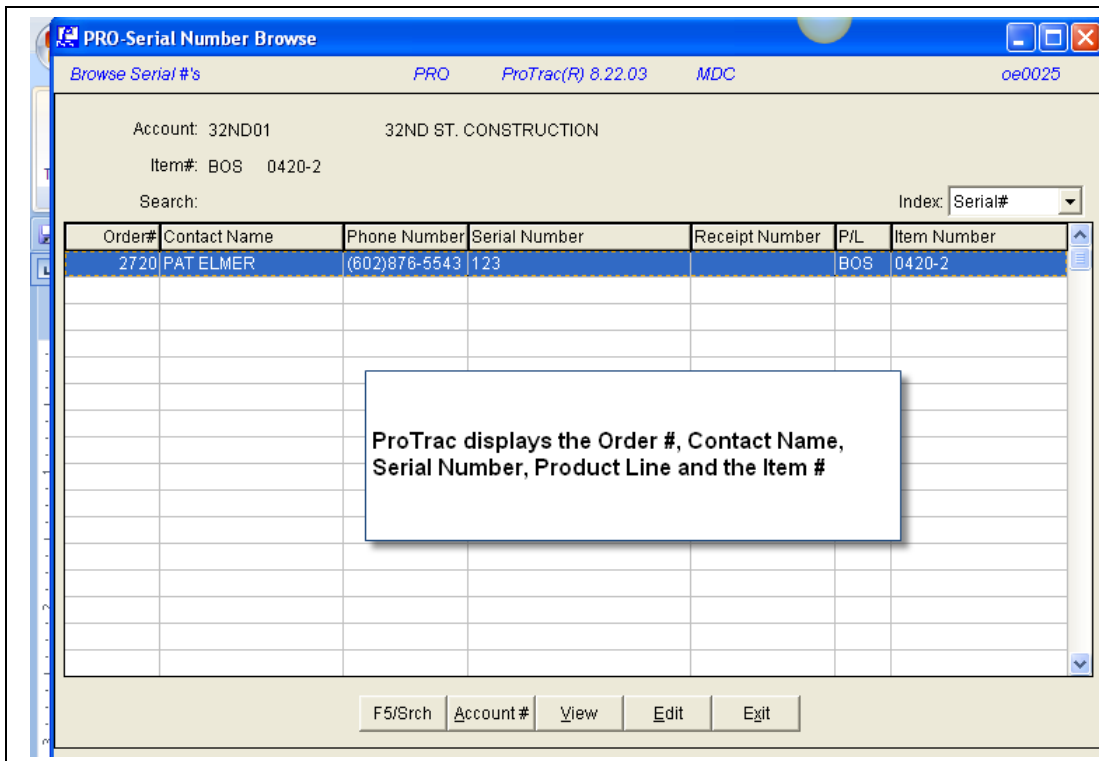 PRO-Serial Number Browse
Browse Serial #'s PRO ProTrac(R) 8.22.03 MDC oe0025
Account: 32ND01 32ND ST. CONSTRUCTION
Item#: BOS 0420-2
Search: Index: Serial#
Order# Contact Name Phone Number Serial Number Receipt Number P/L Item Number
2720 PAT ELMER (602)876-5543 123 BOS 0420-2
ProTrac displays the Order #, Contact Name,
Serial Number, Product Line and the Item #
F5/Srch Account # View Edit Exit